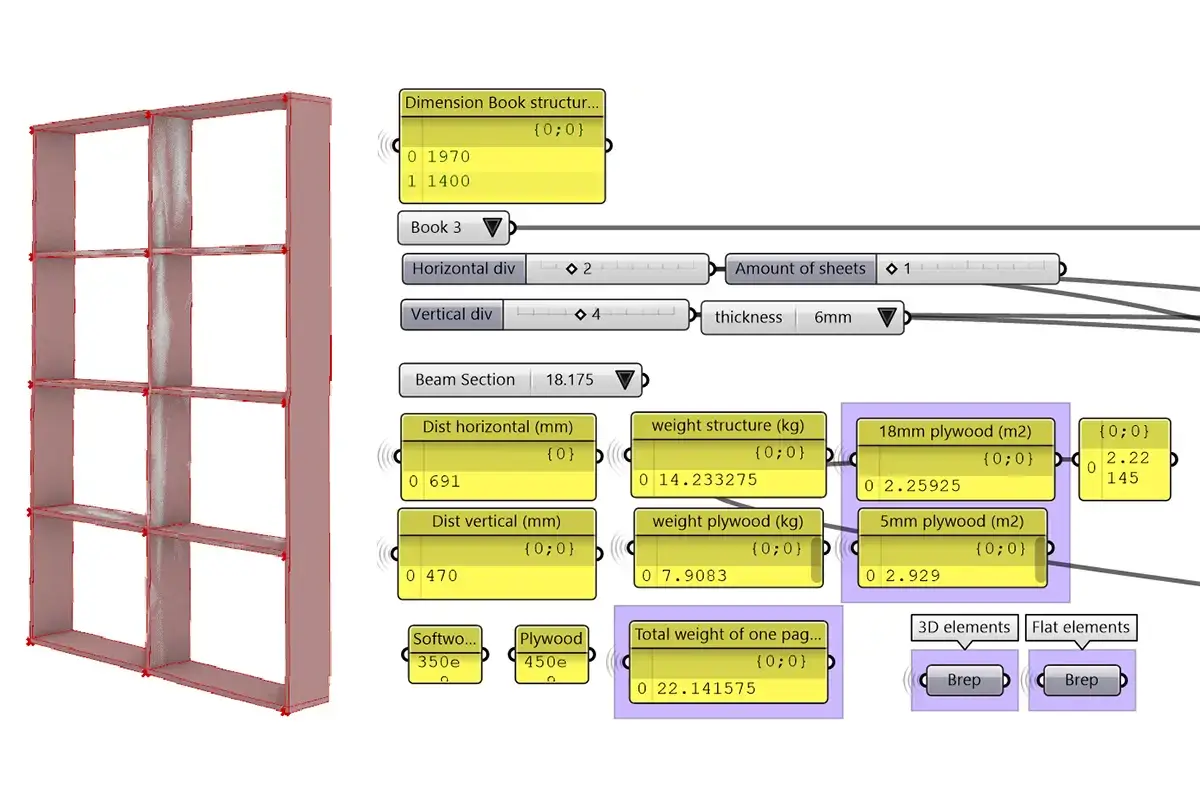 Dimension Book structur...
{0;0}
0 1970
1 1400
Book 3
Horizontal div 2
Amount of sheets 1
Vertical div 4
thickness 6mm
Beam Section 18.175
Dist horizontal (mm)
{0}
0 691
weight structure (kg)
{0;0}
0 14.233275
18mm plywood (m2)
{0;0}
0 2.25925
{0;0}
0 2.22
145
Dist vertical (mm)
{0;0}
0 470
weight plywood (kg)
{0;0}
0 7.9083
5mm plywood (m2)
{0;0}
0 2.929
Softwo...
350e
Plywood
450e
Total weight of one pag...
{0;0}
0 22.141575
3D elements
Brep
Flat elements
Brep